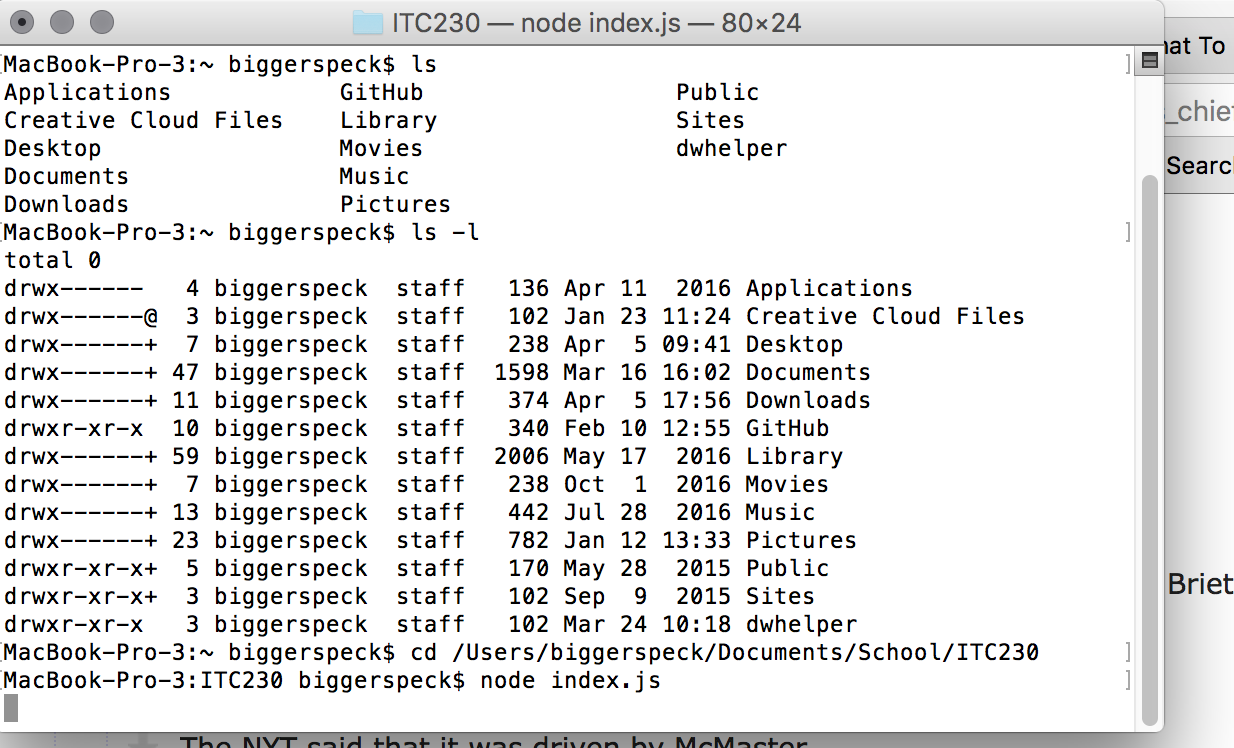 ITC230 — node index.js — 80×24
[MacBook-Pro-3:~ biggerspeck$ ls ]
Applications GitHub Public
Creative Cloud Files Library Sites
Desktop Movies dwhelper
Documents Music
Downloads Pictures
[MacBook-Pro-3:~ biggerspeck$ ls -l ]
total 0
drwx------ 4 biggerspeck staff 136 Apr 11 2016 Applications
drwx------@ 3 biggerspeck staff 102 Jan 23 11:24 Creative Cloud Files
drwx------+ 7 biggerspeck staff 238 Apr 5 09:41 Desktop
drwx------+ 47 biggerspeck staff 1598 Mar 16 16:02 Documents
drwx------+ 11 biggerspeck staff 374 Apr 5 17:56 Downloads
drwxr-xr-x 10 biggerspeck staff 340 Feb 10 12:55 GitHub
drwx------+ 59 biggerspeck staff 2006 May 17 2016 Library
drwx------+ 7 biggerspeck staff 238 Oct 1 2016 Movies
drwx------+ 13 biggerspeck staff 442 Jul 28 2016 Music
drwx------+ 23 biggerspeck staff 782 Jan 12 13:33 Pictures
drwxr-xr-x+ 5 biggerspeck staff 170 May 28 2015 Public
drwxr-xr-x+ 3 biggerspeck staff 102 Sep 9 2015 Sites
drwxr-xr-x 3 biggerspeck staff 102 Mar 24 10:18 dwhelper
[MacBook-Pro-3:~ biggerspeck$ cd /Users/biggerspeck/Documents/School/ITC230 ]
[MacBook-Pro-3:ITC230 biggerspeck$ node index.js ]
hat To
_chief
Search
Briet
The NYT said that it was driven by McMaster